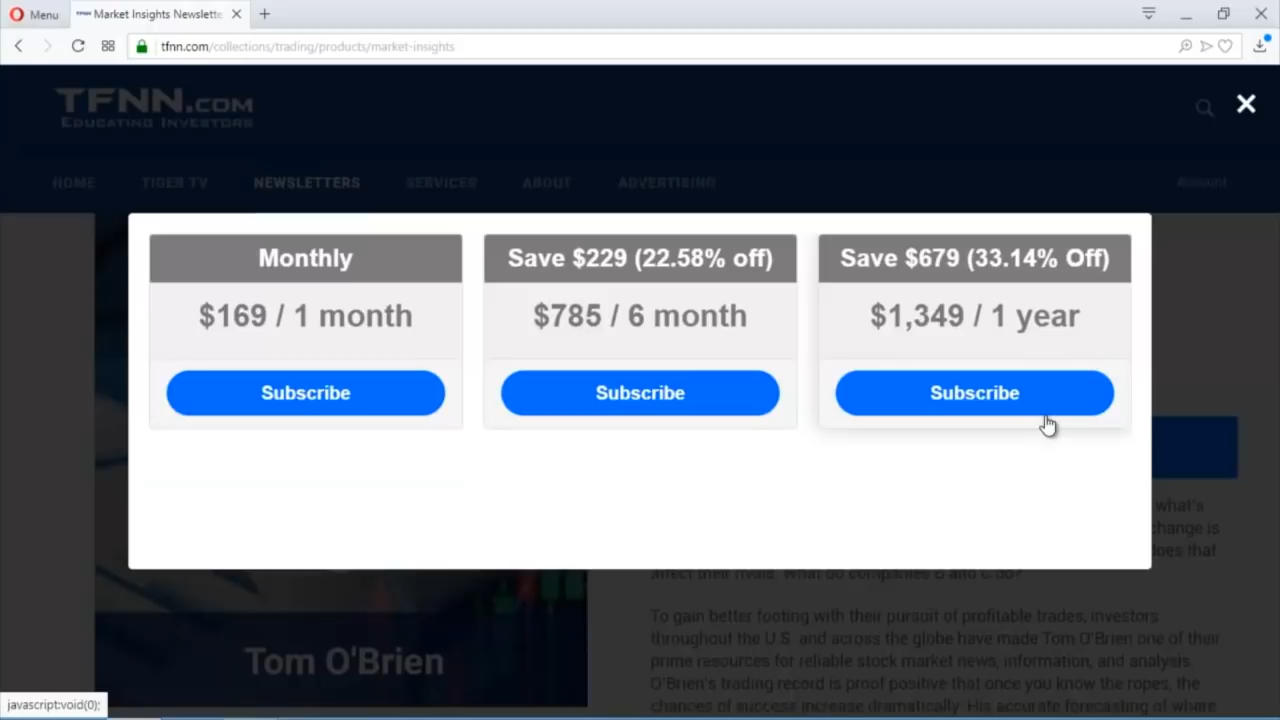 Menu
Market Insights Newslette
tfnn.com/collections/trading/products/market-insights
TFNN.COM
EDUCATING INVESTORS
HOME TIGER TV NEWSLETTERS SERVICES ABOUT ADVERTISING Account
Monthly
$169 / 1 month
Subscribe
Save $229 (22.58% off)
$785 / 6 month
Subscribe
Save $679 (33.14% Off)
$1,349 / 1 year
Subscribe
what's
change is
does that
affect their rivals. What do companies B and C do?
To gain better footing with their pursuit of profitable trades, investors
throughout the U.S. and across the globe have made Tom O'Brien one of their
prime resources for reliable stock market news, information, and analysis.
O'Brien's trading record is proof positive that once you know the ropes, the
chances of success increase dramatically. His accurate forecasting of where
Tom O'Brien
javascript:void(0);